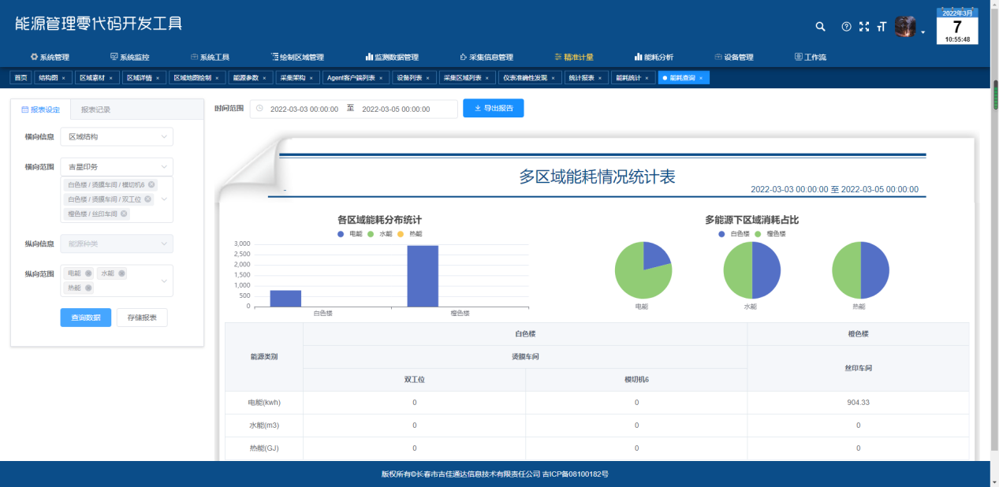 能源管理零代码开发工具
2022年3月
7
10:55:48
系统管理 系统监控 系统工具 绘制区域管理 监测数据管理 采集信息管理 精准计量 能耗分析 设备管理 工作流
首页 结构图 × 区域素材 × 区域详情 × 区域地图绘制 × 能源参数 × 采集架构 × Agent客户端列表 × 设备列表 × 采集区域列表 × 仪表准确性发现 × 统计报表 × 能耗统计 × 能耗查询 ×
报表设定 报表记录
时间范围 2022-03-03 00:00:00 至 2022-03-05 00:00:00 导出报告
横向信息 区域结构
横向范围 吉星印务
白色楼 / 烫膜车间 / 模切机6
白色楼 / 烫膜车间 / 双工位
橙色楼 / 丝印车间
纵向信息 能源种类
纵向范围 电能 水能
热能
查询数据 存储报表
多区域能耗情况统计表
-
2022-03-03 00:00:00 至 2022-03-05 00:00:00
各区域能耗分布统计
电能 水能 热能
3,000
2,500
2,000
1,500
1,000
500
0
白色楼 橙色楼
多能源下区域消耗占比
白色楼 橙色楼
电能 水能 热能
能源类别 白色楼 橙色楼
烫膜车间 丝印车间
双工位 模切机6
电能(kwh) 0 0 904.33
水能(m3) 0 0 0
热能(GJ) 0 0 0
版权所有©长春市吉佳通达信息技术有限责任公司 吉ICP备08100182号